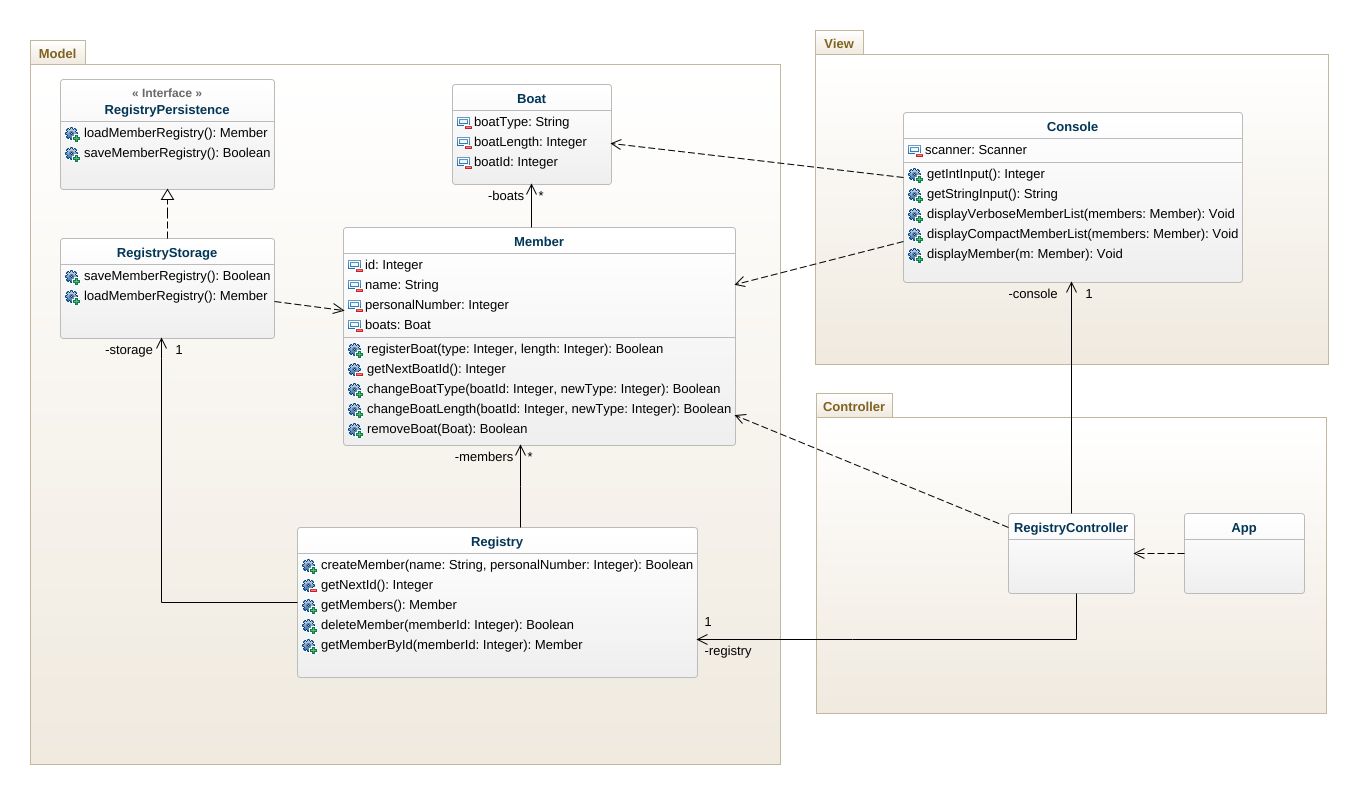 Model
« Interface »
RegistryPersistence
loadMemberRegistry(): Member
saveMemberRegistry(): Boolean
Boat
boatType: String
boatLength: Integer
boatId: Integer
-boats *
RegistryStorage
saveMemberRegistry(): Boolean
loadMemberRegistry(): Member
-storage 1
Member
id: Integer
name: String
personalNumber: Integer
boats: Boat
registerBoat(type: Integer, length: Integer): Boolean
getNextBoatId(): Integer
changeBoatType(boatId: Integer, newType: Integer): Boolean
changeBoatLength(boatId: Integer, newType: Integer): Boolean
removeBoat(Boat): Boolean
-members *
Registry
createMember(name: String, personalNumber: Integer): Boolean
getNextId(): Integer
getMembers(): Member
deleteMember(memberId: Integer): Boolean
getMemberById(memberId: Integer): Member
1
-registry
View
Console
scanner: Scanner
getIntInput(): Integer
getStringInput(): String
displayVerboseMemberList(members: Member): Void
displayCompactMemberList(members: Member): Void
displayMember(m: Member): Void
-console 1
Controller
RegistryController
App